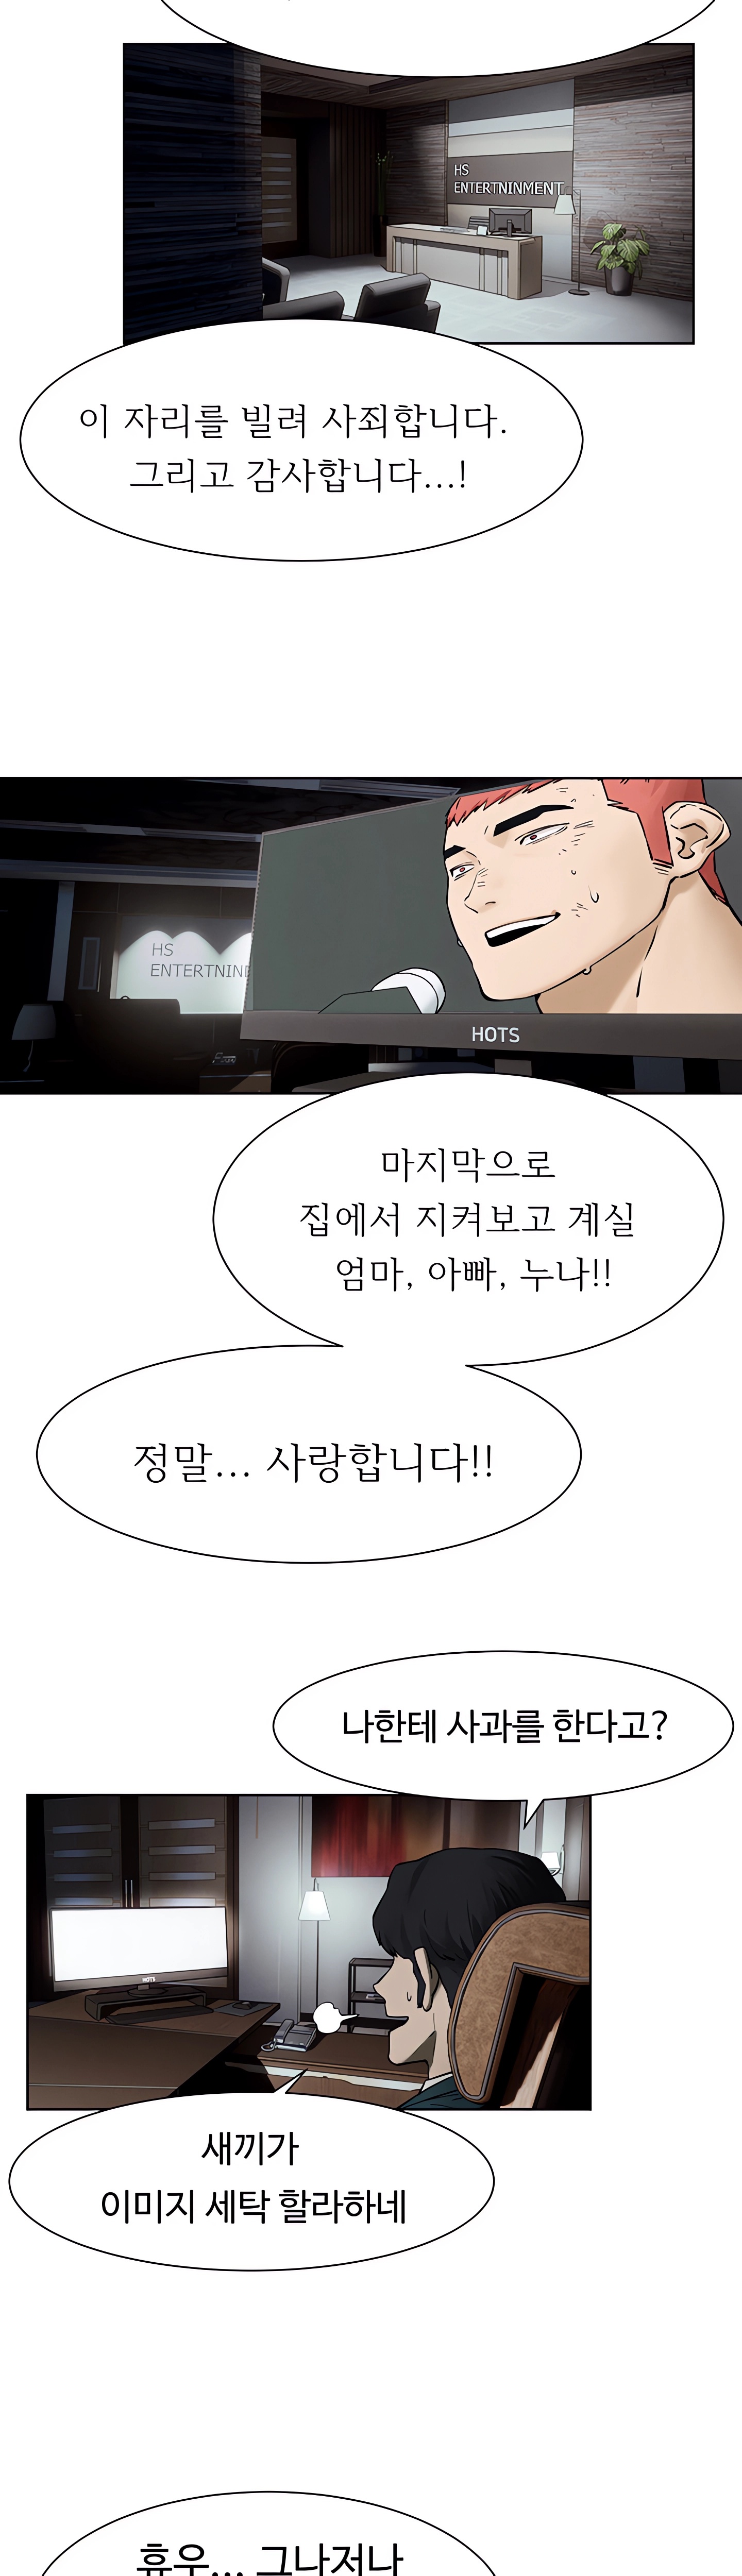 HS
ENTERTNINMENT
이 자리를 빌려 사죄합니다.
그리고 감사합니다...!
HS
ENTERTNINE
HOTS
마지막으로
집에서 지켜보고 계실
엄마, 아빠, 누나!!
정말... 사랑합니다!!
나한테 사과를 한다고?
HOTS
새끼가
이미지 세탁 할라하네
휴우... 그나저나